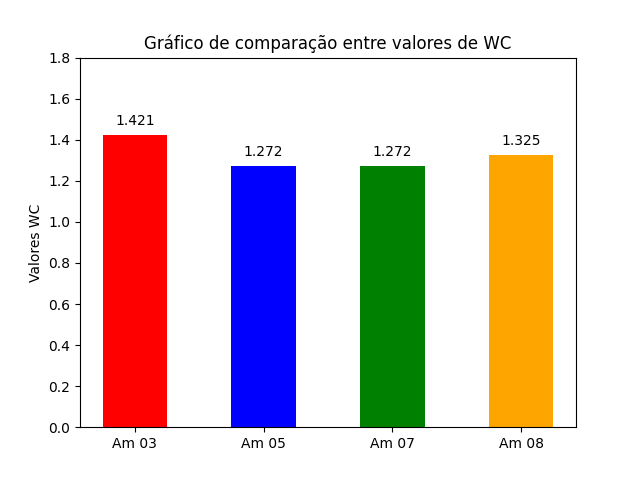 Gráfico de comparação entre valores de WC
Valores WC
1.8
1.6
1.4
1.2
1.0
0.8
0.6
0.4
0.2
0.0
1.421
1.272
1.272
1.325
Am 03
Am 05
Am 07
Am 08